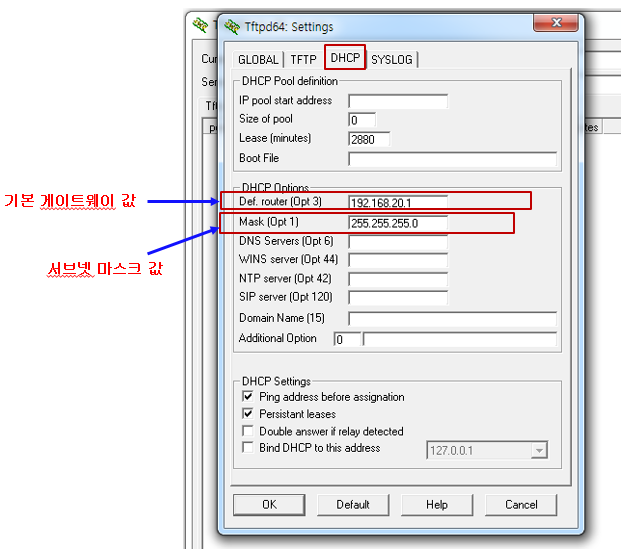 Tftpd64: Settings
GLOBAL TFTP DHCP SYSLOG
DHCP Pool definition
IP pool start address
Size of pool 0
Lease (minutes) 2880
Boot File
DHCP Options
기본 게이트웨이 값
Def. router (Opt 3) 192.168.20.1
Mask (Opt 1) 255.255.255.0
서브넷 마스크 값
DNS Servers (Opt 6)
WINS server (Opt 44)
NTP server (Opt 42)
SIP server (Opt 120)
Domain Name (15)
Additional Option 0
DHCP Settings
Ping address before assignation
Persistant leases
Double answer if relay detected
Bind DHCP to this address 127.0.0.1
OK Default Help Cancel